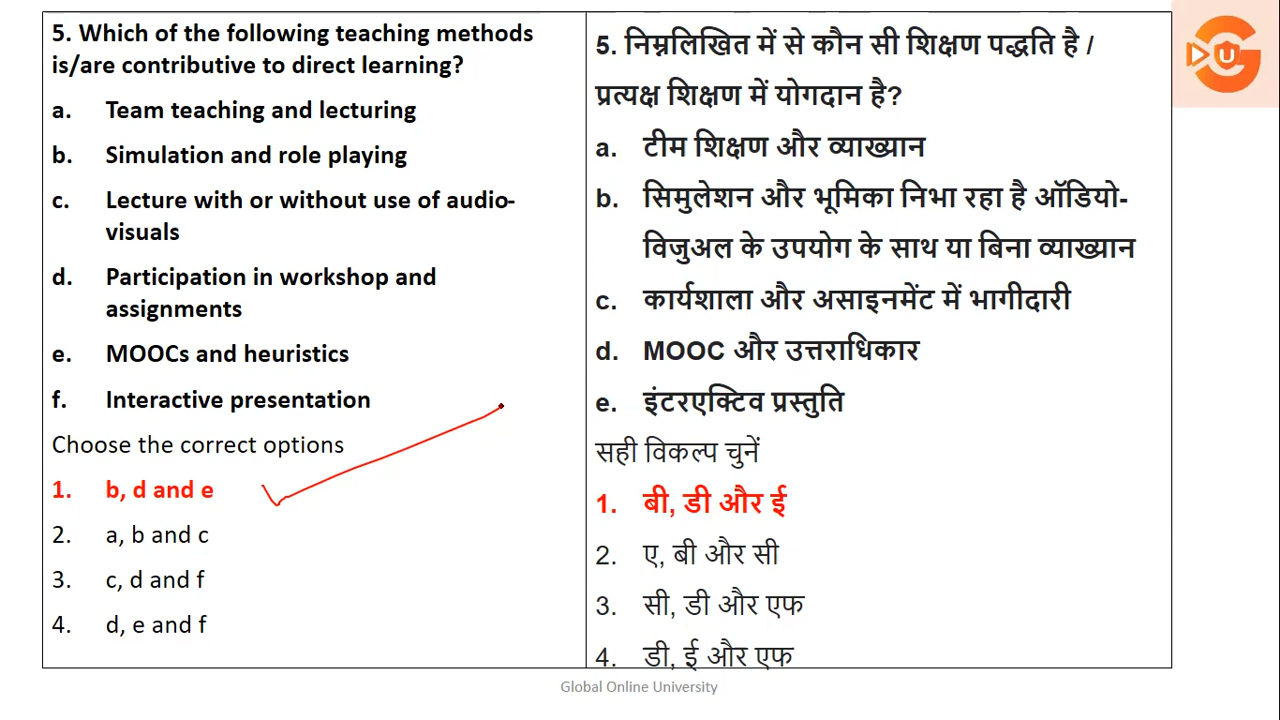 5. Which of the following teaching methods
is/are contributive to direct learning?
a. Team teaching and lecturing
b. Simulation and role playing
c. Lecture with or without use of audio-
visuals
d. Participation in workshop and
assignments
e. MOOCs and heuristics
f. Interactive presentation
Choose the correct options
1. b, d and e
2. a, b and c
3. c, d and f
4. d, e and f
5. निम्नलिखित में से कौन सी शिक्षण पद्धति है /
प्रत्यक्ष शिक्षण में योगदान है?
a. टीम शिक्षण और व्याख्यान
b. सिमुलेशन और भूमिका निभा रहा है ऑडियो-
विजुअल के उपयोग के साथ या बिना व्याख्यान
c. कार्यशाला और असाइनमेंट में भागीदारी
d. MOOC और उत्तराधिकार
e. इंटरएक्टिव प्रस्तुति
सही विकल्प चुनें
1. बी, डी और ई
2. ए, बी और सी
3. सी, डी और एफ
4. डी, ई और एफ
U
Global Online University